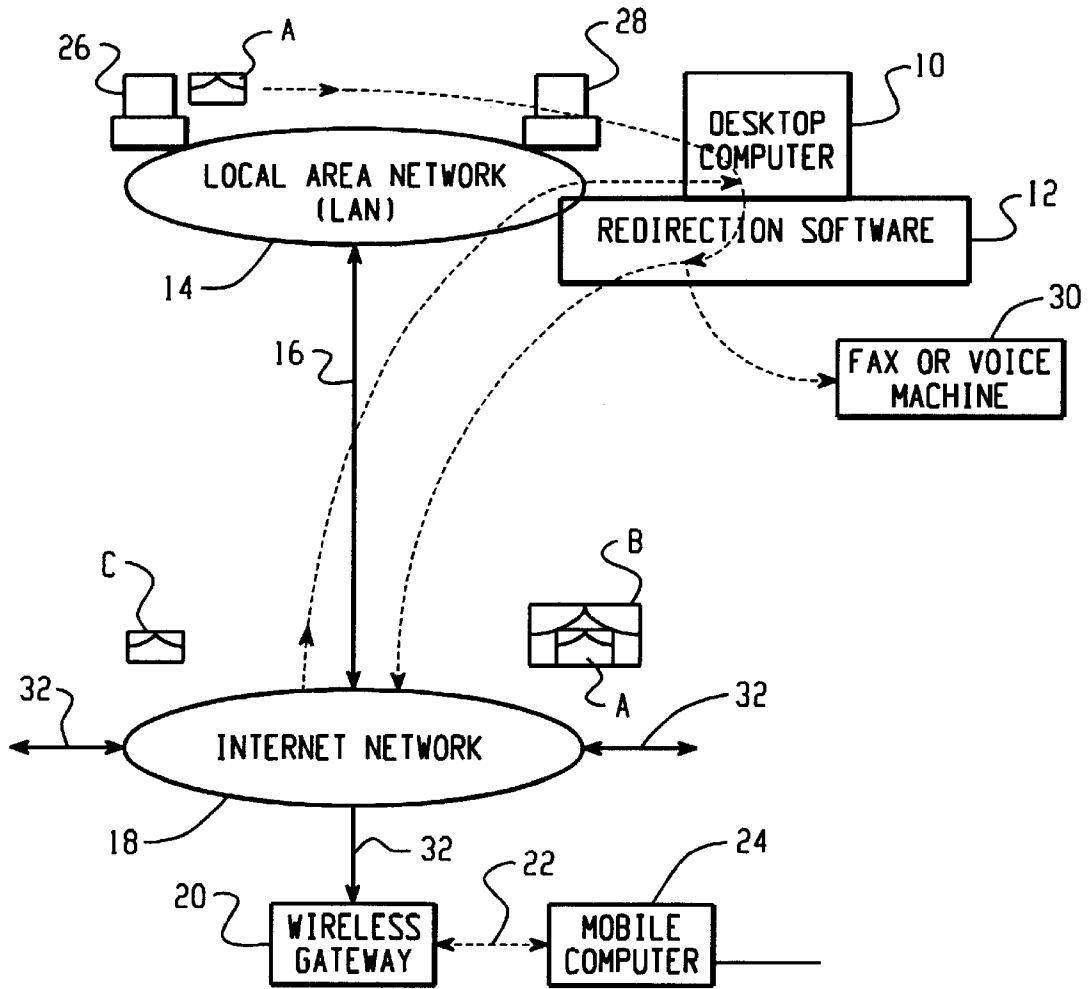 26
A
28
10
DESKTOP
COMPUTER
LOCAL AREA NETWORK
(LAN)
12
REDIRECTION SOFTWARE
14
30
16
FAX OR VOICE
MACHINE
C
B
A
32
32
INTERNET NETWORK
18
32
24
22
20
WIRELESS
GATEWAY
MOBILE
COMPUTER